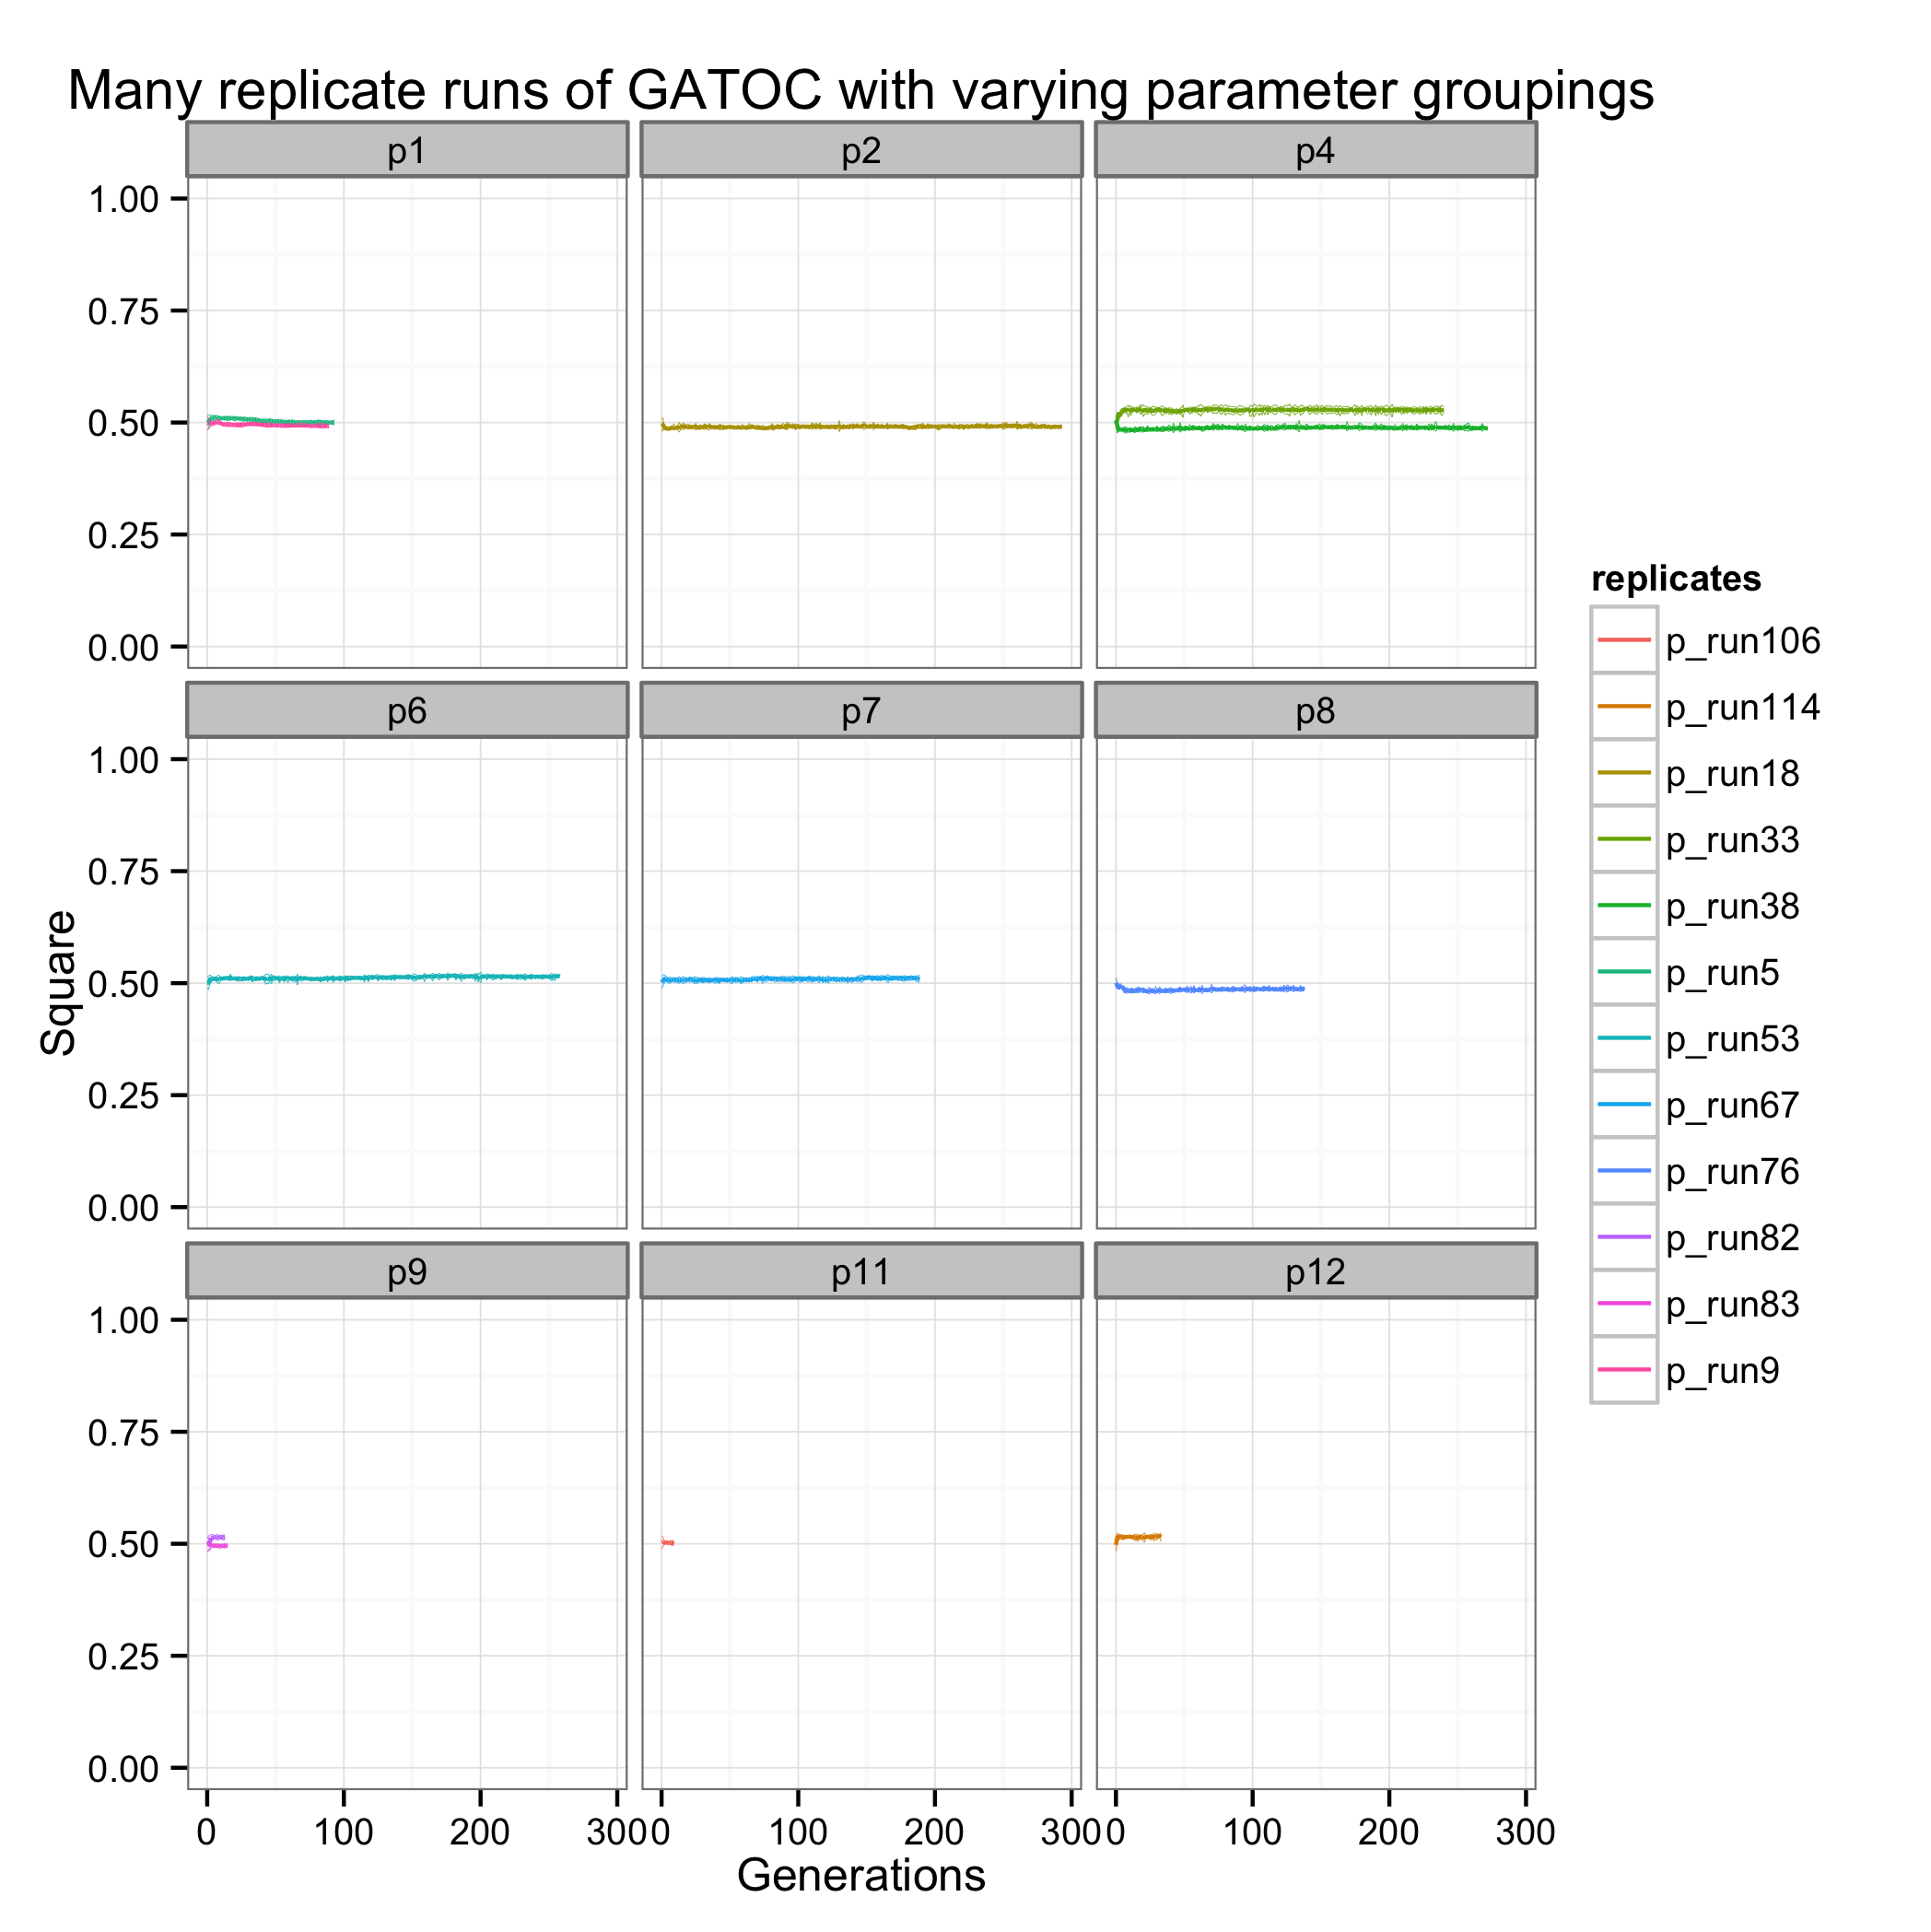 Many replicate runs of GATOC with varying parameter groupings
p1 p2 p4
1.00
0.75
0.50
0.25
0.00
p6 p7 p8
1.00
0.75
0.50
0.25
0.00
Square
p9 p11 p12
1.00
0.75
0.50
0.25
0.00
0 100 200 300 0 100 200 300 0 100 200 300
Generations
replicates
p_run106
p_run114
p_run18
p_run33
p_run38
p_run5
p_run53
p_run67
p_run76
p_run82
p_run83
p_run9